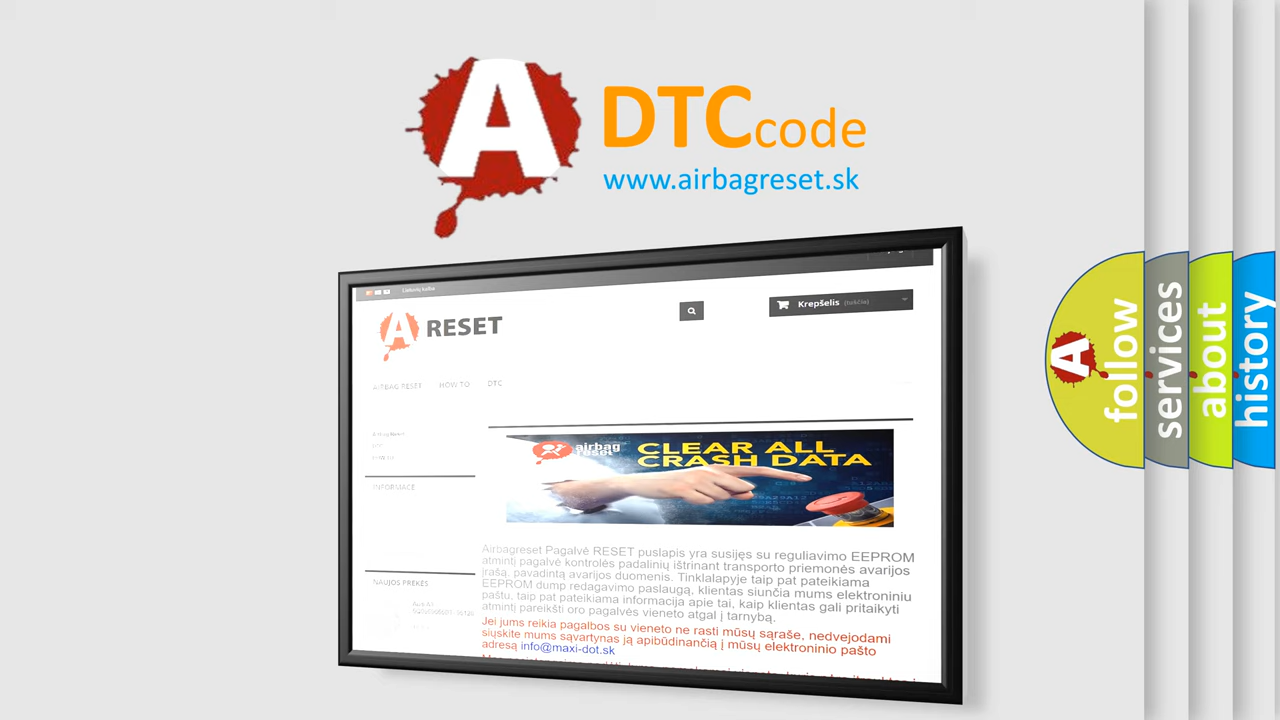 A DTCcode
www.airbagreset.sk
Lietuvių kalba
Krepšelis (tuščia)
A RESET
AIRBAG RESET HOW TO DTC
airbag reset
CLEAR ALL
CRASH DATA
INFORMACE
Airbagreset Pagalvė RESET puslapis yra susijęs su reguliavimo EEPROM
atmintį pagalvė kontrolės padalinių ištrinant transporto priemonės avarijos
įrašą, pavadintą avarijos duomenis. Tinklalapyje taip pat pateikiama
EEPROM dump redagavimo paslaugą, klientas siunčia mums elektroniniu
paštu, taip pat pateikiama informacija apie tai, kaip klientas gali pritaikyti
atmintį pareikšti oro pagalvės vieneto atgal į tarnybą.
Jei jums reikia pagalbos su vieneto ne rasti mūsų sąraše, nedvejodami
siųskite mums sąvartynas ją apibūdinančią į mūsų elektroninio pašto
adresą info@maxi-dot.sk
NAUJOS PREKĖS
A follow
services
about
history